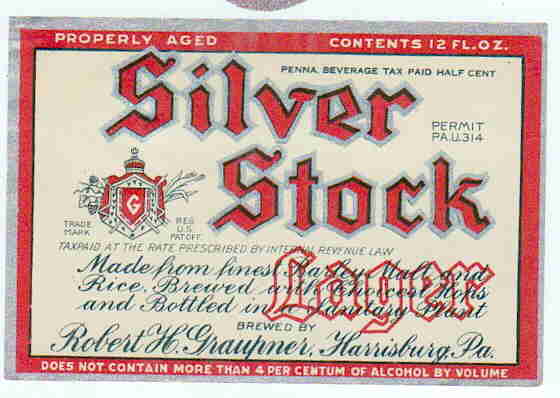 PROPERLY AGED CONTENTS 12 FL. OZ.
PENNA. BEVERAGE TAX PAID HALF CENT
Silver
PERMIT
PA.U.314
Stock
G
TRADE MARK
REG. U.S. PAT. OFF.
TAXPAID AT THE RATE PRESCRIBED BY INTERNAL REVENUE LAW
Lager
Made from finest Barley Malt and
Rice. Brewed with Choicest Hops
and Bottled in a Sanitary Plant
BREWED BY
Robert H. Graupner, Harrisburg, Pa.
DOES NOT CONTAIN MORE THAN 4 PER CENTUM OF ALCOHOL BY VOLUME